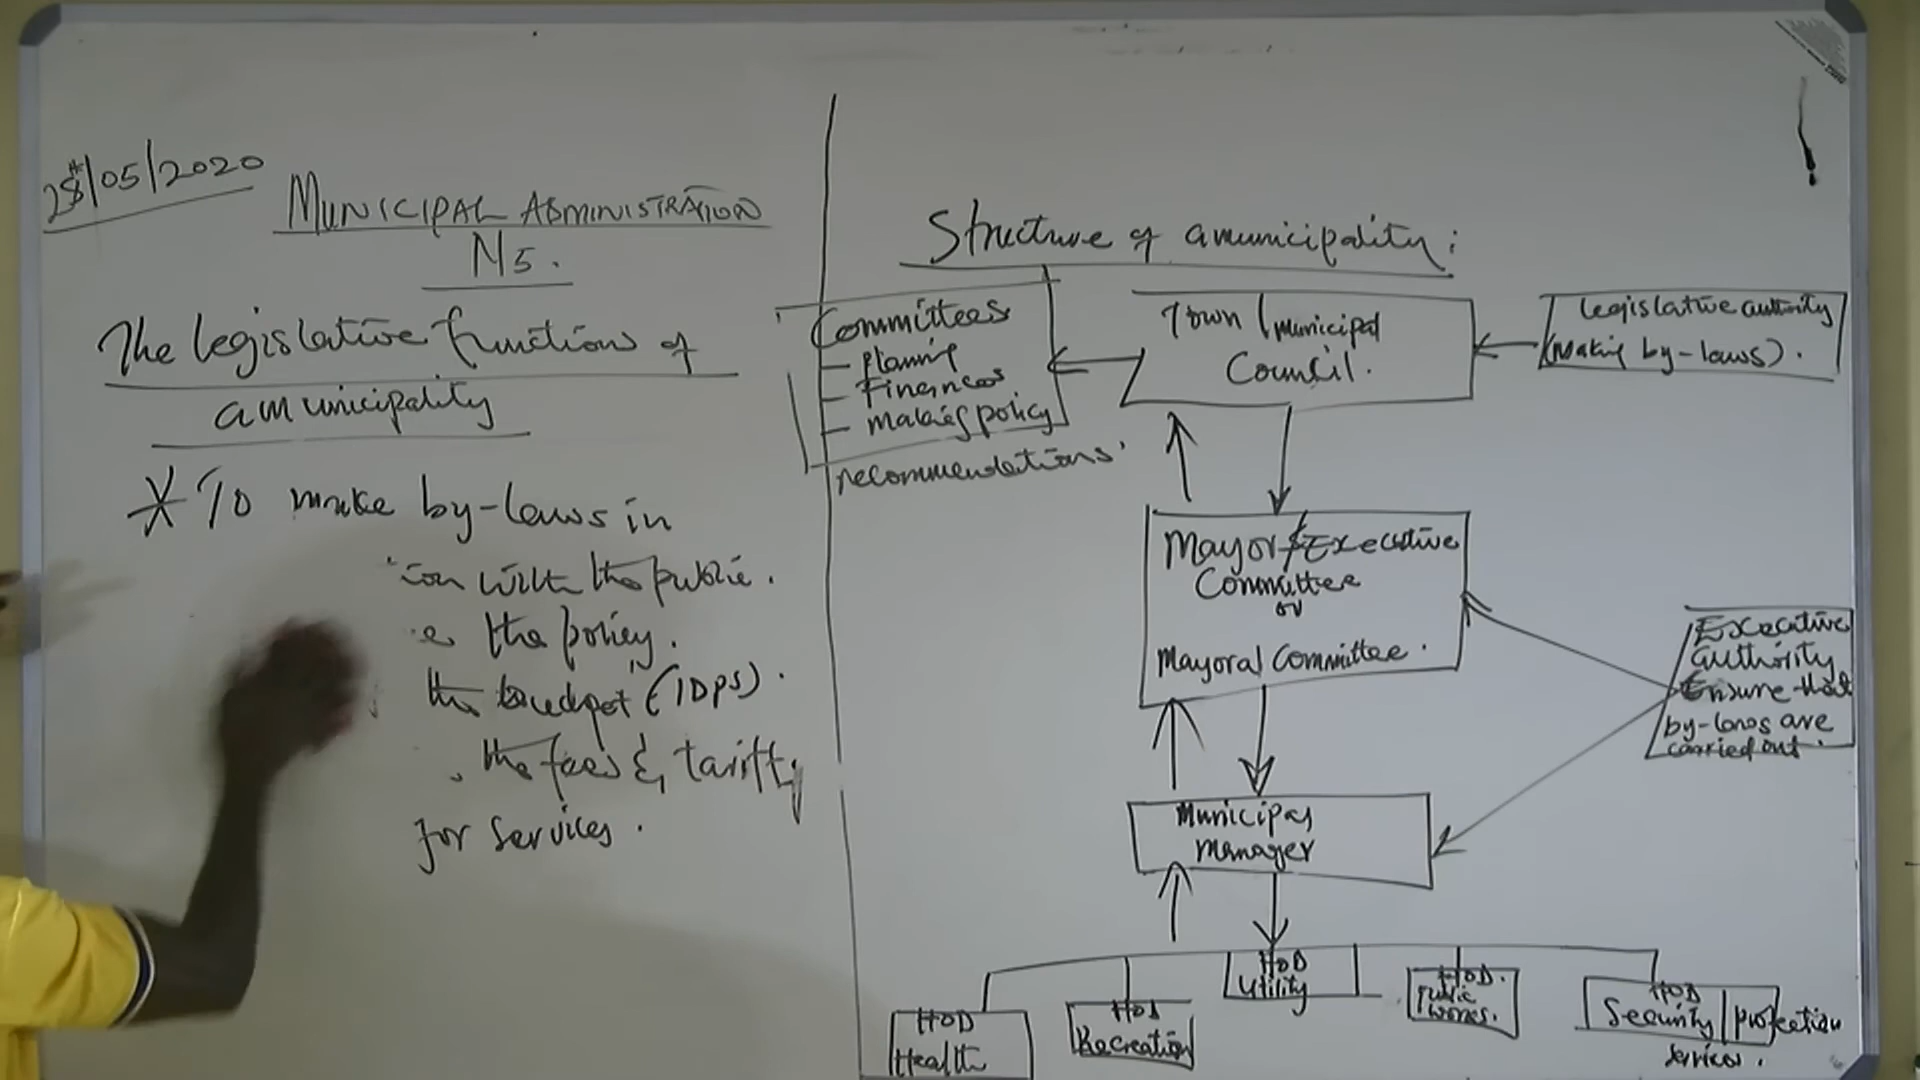 28th/05/2020
MUNICIPAL ADMINISTRATION
N5.
The legislative functions of
a municipality
* To make by-laws in
with the public.
the policy.
the budget (IDPs).
the fees & tariffs
for services.
Structure of a municipality:
Committees
- planning
- Finances
- makes policy
recommendations.
Town/Municipal
Council.
legislative authority
(making by-laws).
Mayor/Executive
Committee
or
Mayoral Committee.
Executive
authority
Ensure that
by-laws are
carried out.
Municipal
Manager
HOD
Health
HOD
Recreation
HOD
Utility
HOD.
Public
Works.
HOD
Security/protection
services.